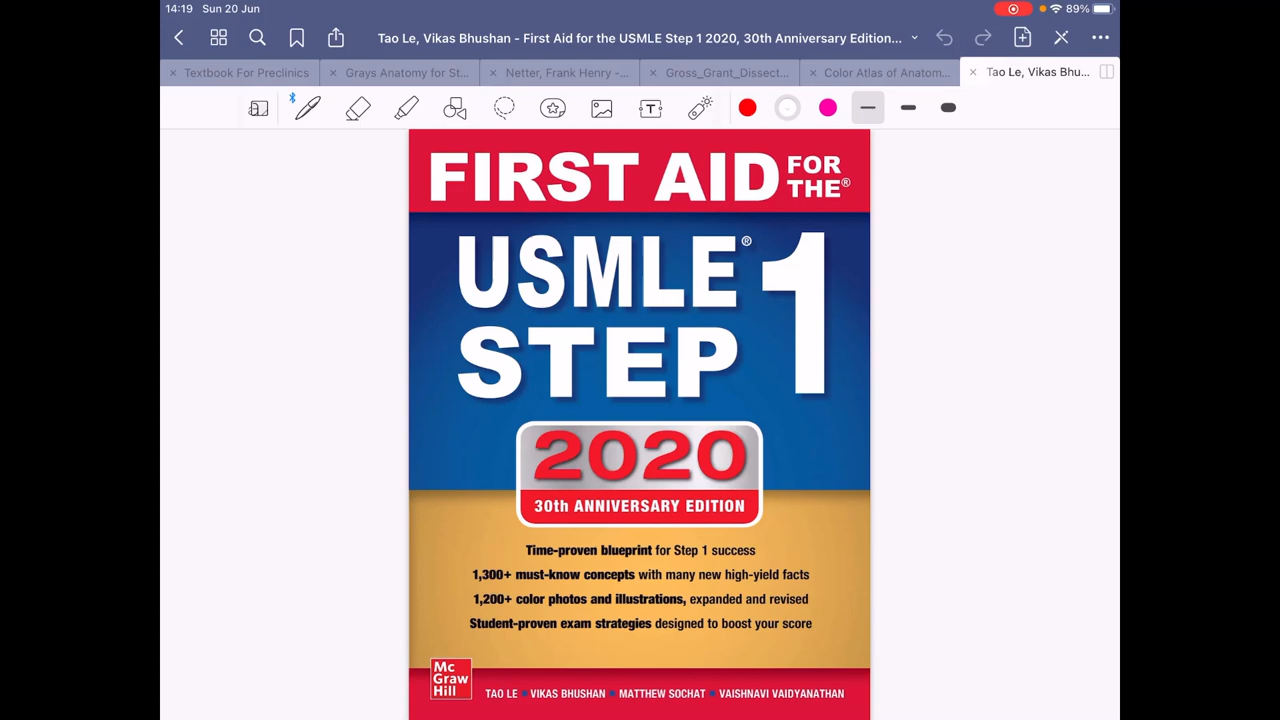 14:19 Sun 20 Jun 89%
Tao Le, Vikas Bhushan - First Aid for the USMLE Step 1 2020, 30th Anniversary Edition...
Textbook For Preclinics
Grays Anatomy for St...
Netter, Frank Henry -...
Gross_Grant_Dissect...
Color Atlas of Anatom...
Tao Le, Vikas Bhu...
FIRST AID FOR THE®
USMLE® STEP 1
2020
30th ANNIVERSARY EDITION
Time-proven blueprint for Step 1 success
1,300+ must-know concepts with many new high-yield facts
1,200+ color photos and illustrations, expanded and revised
Student-proven exam strategies designed to boost your score
Mc
Graw
Hill
TAO LE • VIKAS BHUSHAN • MATTHEW SOCHAT • VAISHNAVI VAIDYANATHAN